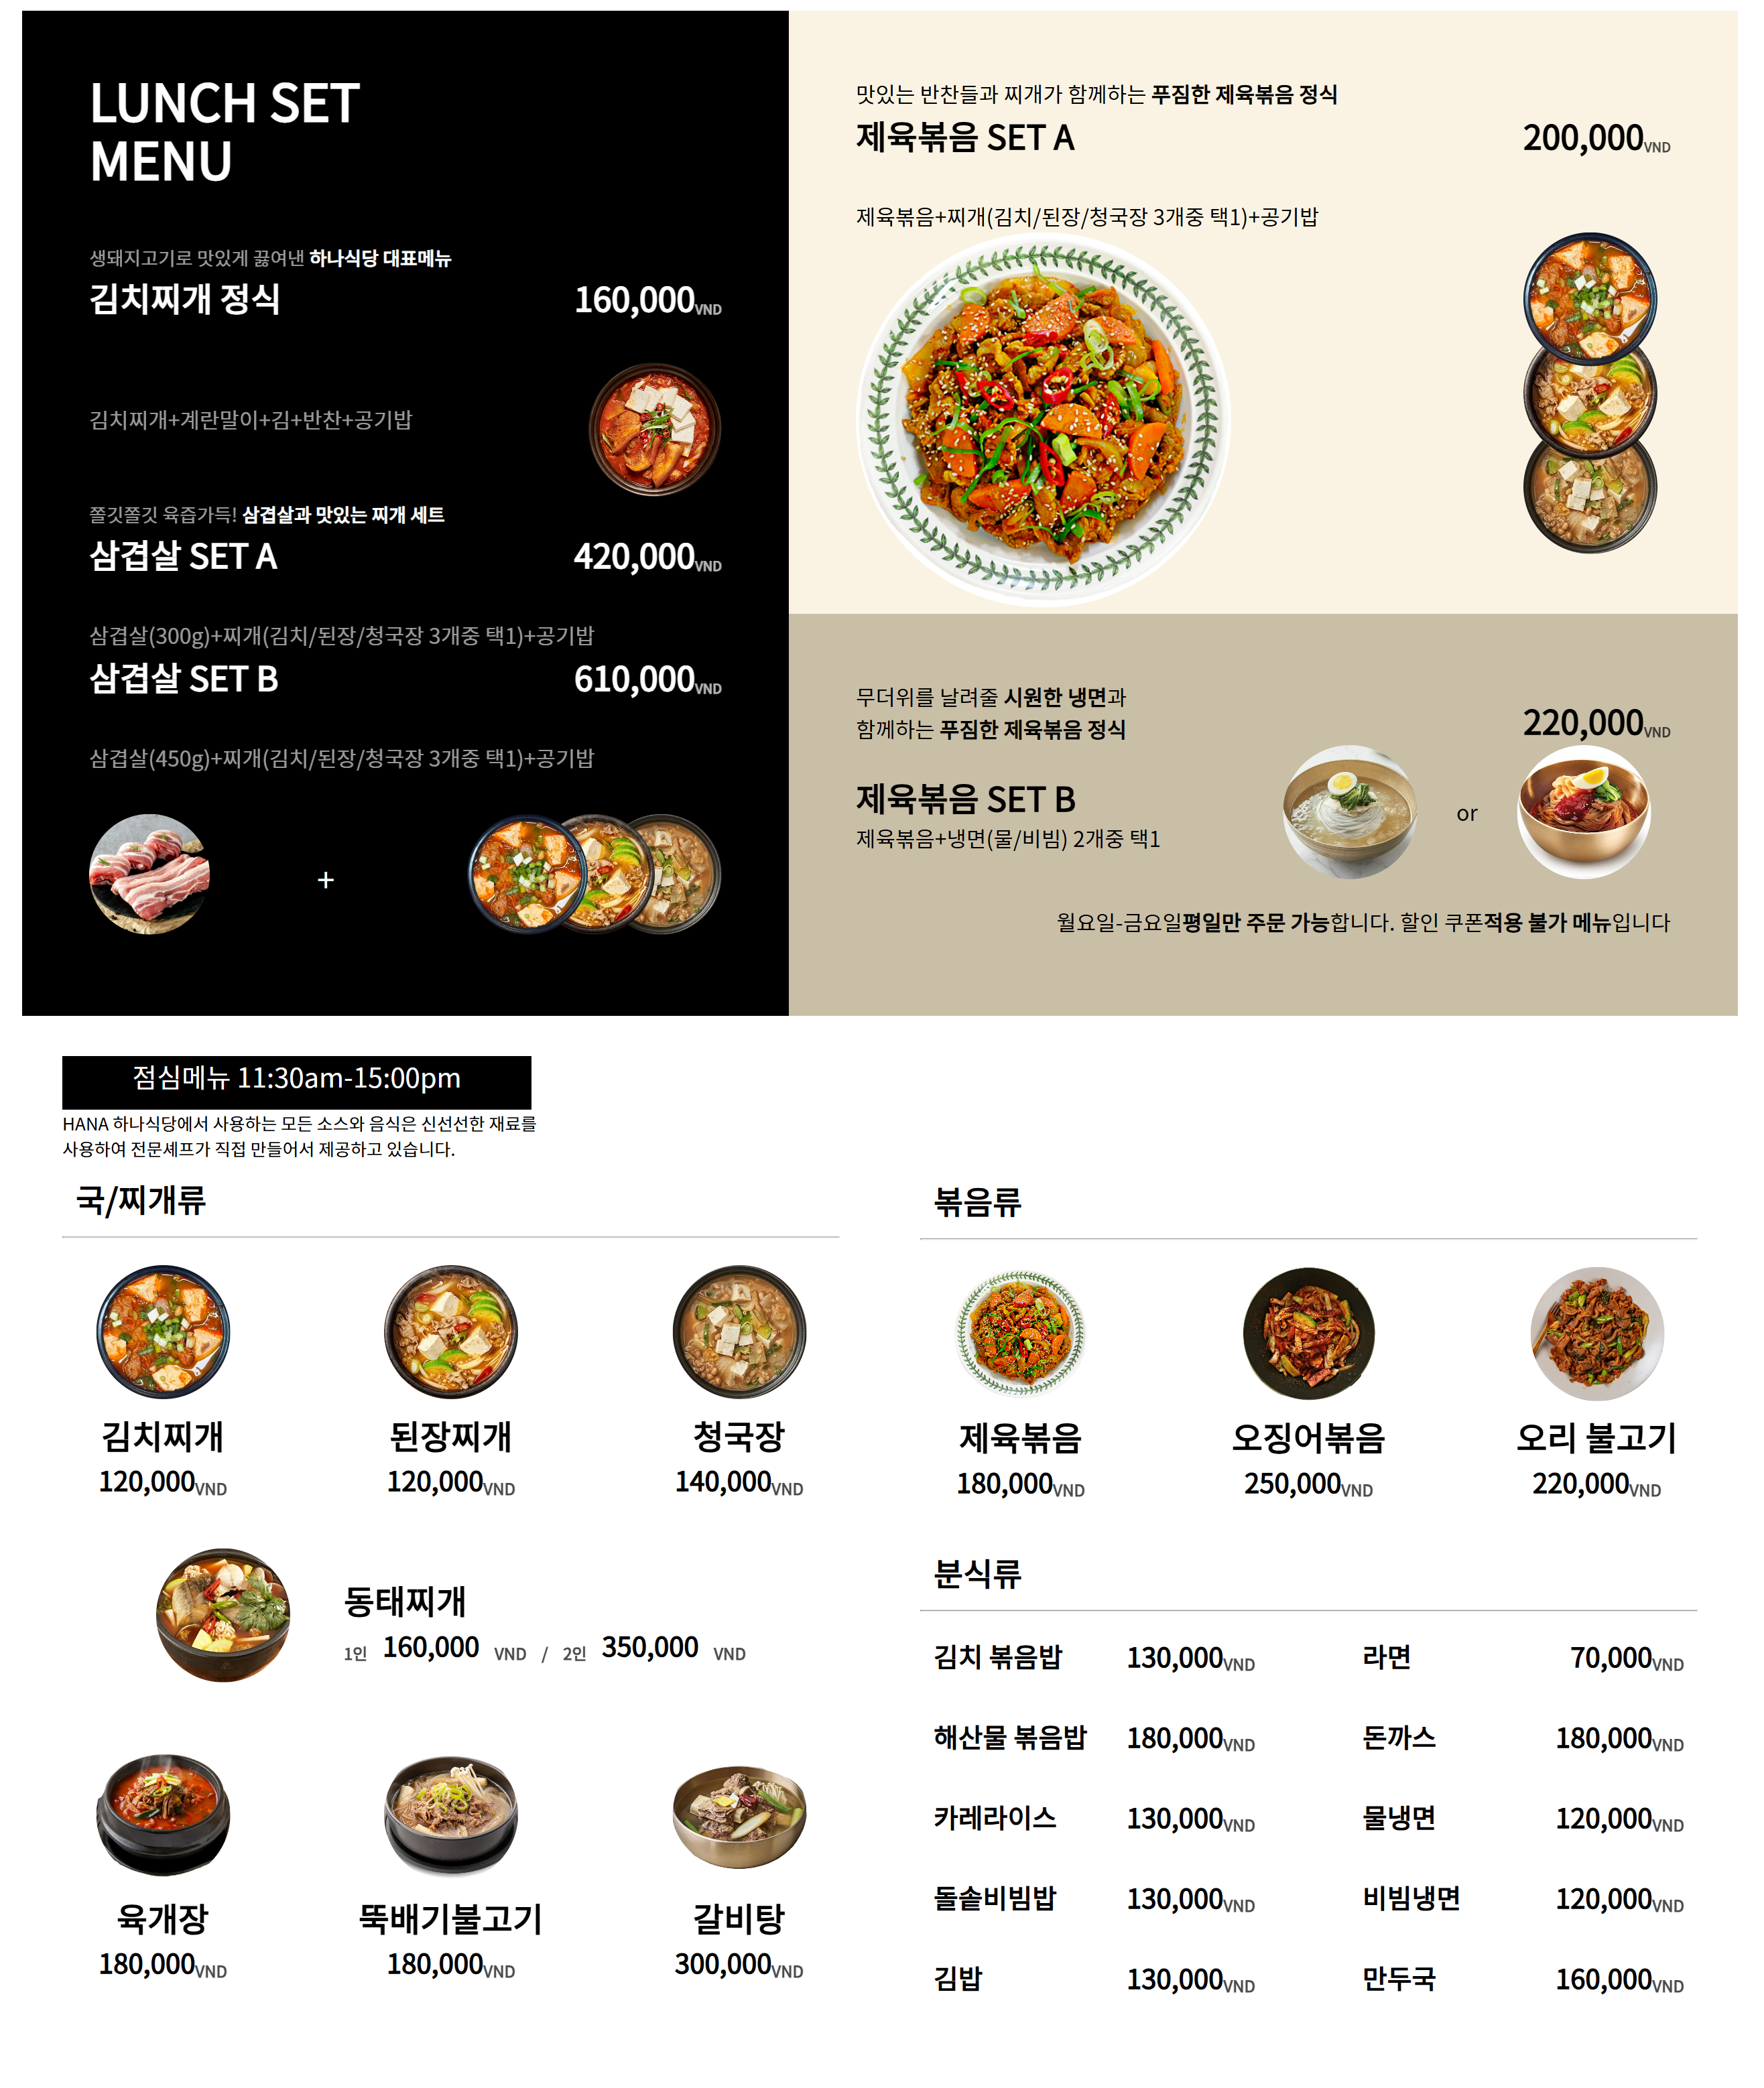 LUNCH SET
MENU
생돼지고기로 맛있게 끓여낸 하나식당 대표메뉴
김치찌개 정식 160,000VND
김치찌개+계란말이+김+반찬+공기밥
쫄깃쫄깃 육즙가득! 삼겹살과 맛있는 찌개 세트
삼겹살 SET A 420,000VND
삼겹살(300g)+찌개(김치/된장/청국장 3개중 택1)+공기밥
삼겹살 SET B 610,000VND
삼겹살(450g)+찌개(김치/된장/청국장 3개중 택1)+공기밥
+
맛있는 반찬들과 찌개가 함께하는 푸짐한 제육볶음 정식
제육볶음 SET A 200,000VND
제육볶음+찌개(김치/된장/청국장 3개중 택1)+공기밥
무더위를 날려줄 시원한 냉면과
함께하는 푸짐한 제육볶음 정식
220,000VND
제육볶음 SET B
제육볶음+냉면(물/비빔) 2개중 택1
or
월요일-금요일평일만 주문 가능합니다. 할인 쿠폰적용 불가 메뉴입니다
점심메뉴 11:30am-15:00pm
HANA 하나식당에서 사용하는 모든 소스와 음식은 신선선한 재료를
사용하여 전문셰프가 직접 만들어서 제공하고 있습니다.
국/찌개류
김치찌개 된장찌개 청국장
120,000VND 120,000VND 140,000VND
동태찌개
1인 160,000 VND / 2인 350,000 VND
육개장 뚝배기불고기 갈비탕
180,000VND 180,000VND 300,000VND
볶음류
제육볶음 오징어볶음 오리 불고기
180,000VND 250,000VND 220,000VND
분식류
김치 볶음밥 130,000VND 라면 70,000VND
해산물 볶음밥 180,000VND 돈까스 180,000VND
카레라이스 130,000VND 물냉면 120,000VND
돌솥비빔밥 130,000VND 비빔냉면 120,000VND
김밥 130,000VND 만두국 160,000VND